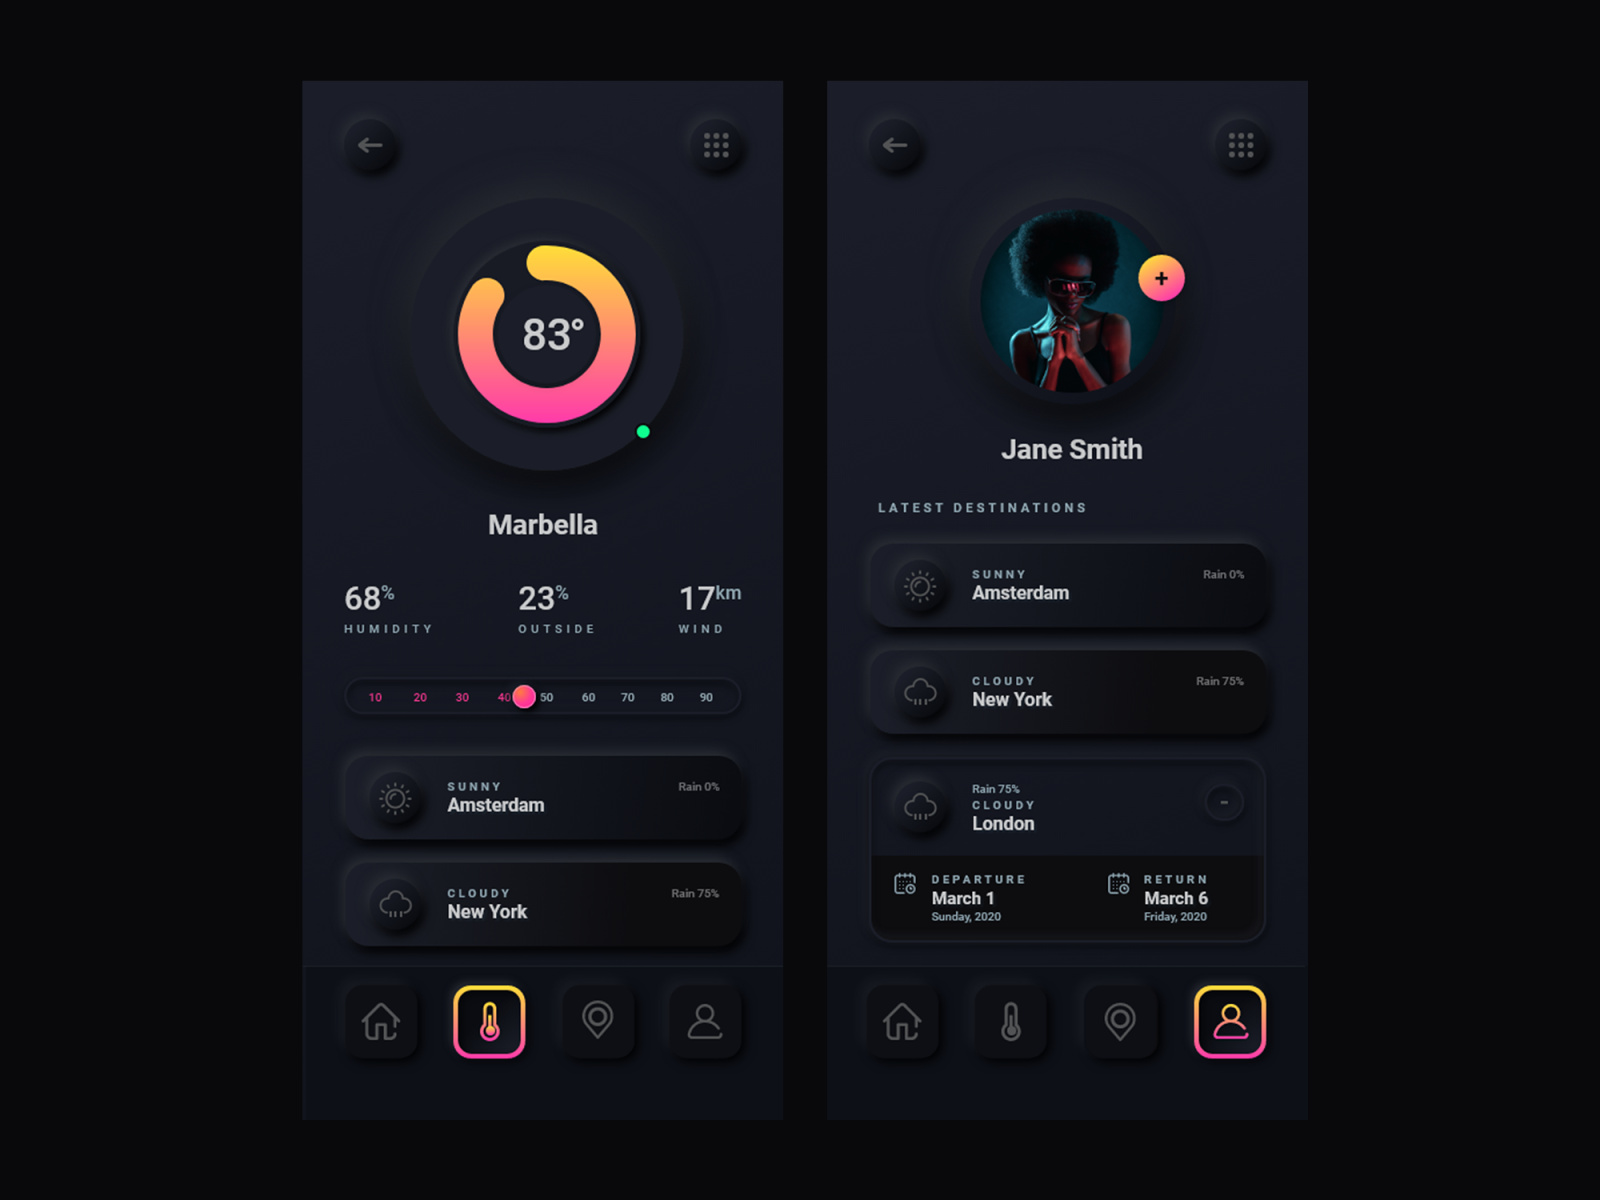 83°
Marbella
68% 23% 17km
HUMIDITY OUTSIDE WIND
10 20 30 40 50 60 70 80 90
SUNNY Rain 0%
Amsterdam
CLOUDY Rain 75%
New York
+
Jane Smith
LATEST DESTINATIONS
SUNNY Rain 0%
Amsterdam
CLOUDY Rain 75%
New York
Rain 75%
CLOUDY -
London
DEPARTURE RETURN
March 1 March 6
Sunday, 2020 Friday, 2020